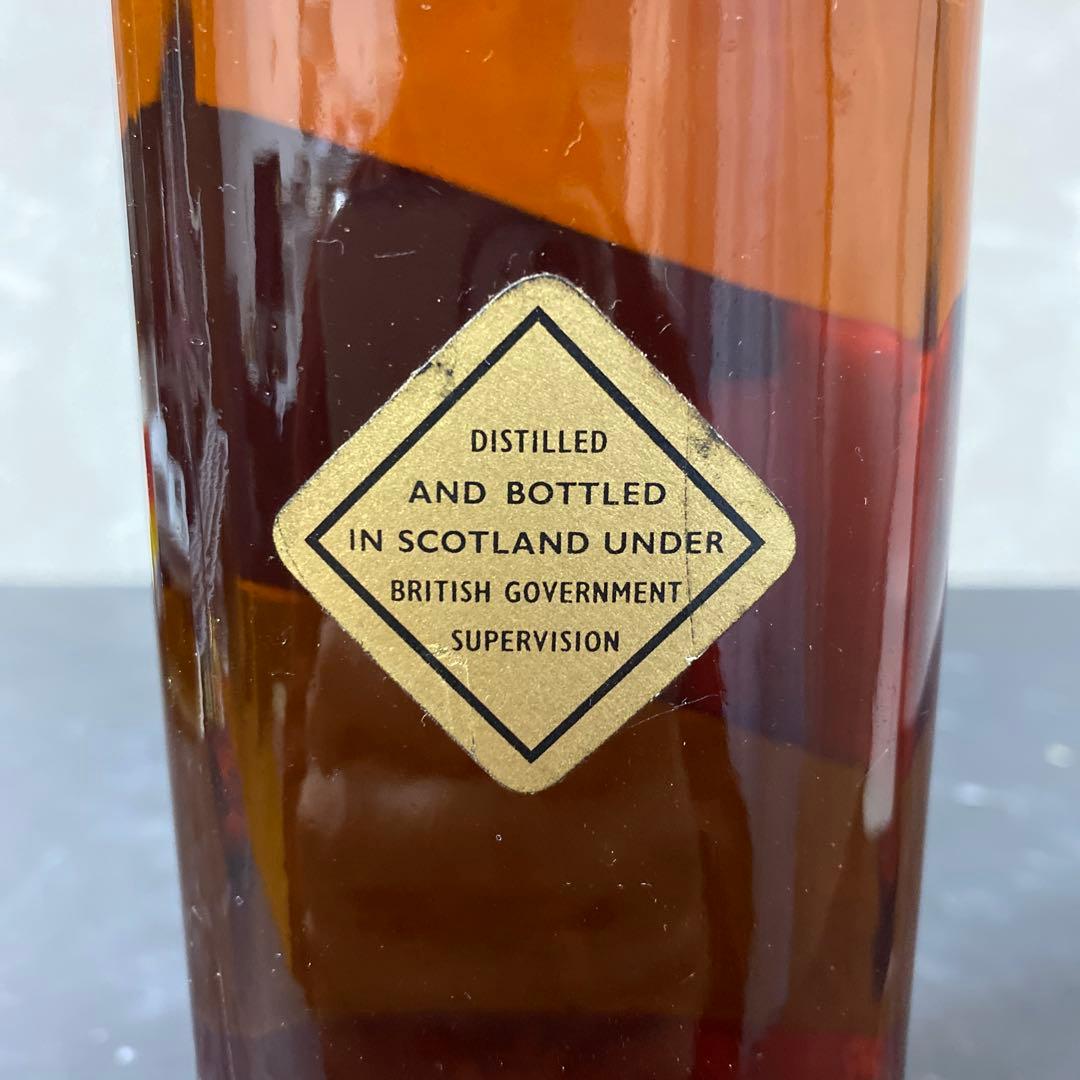 DISTILLED
AND BOTTLED
IN SCOTLAND UNDER
BRITISH GOVERNMENT
SUPERVISION